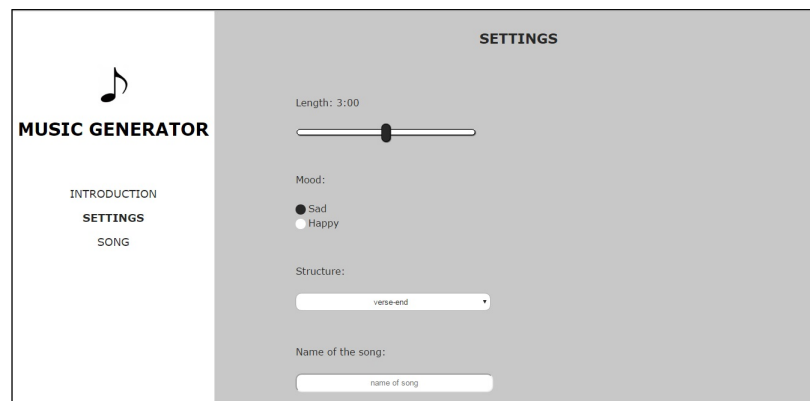 MUSIC GENERATOR
INTRODUCTION
SETTINGS
SONG
SETTINGS
Length: 3:00
Mood:
Sad
Happy
Structure:
verse-end
Name of the song:
name of song